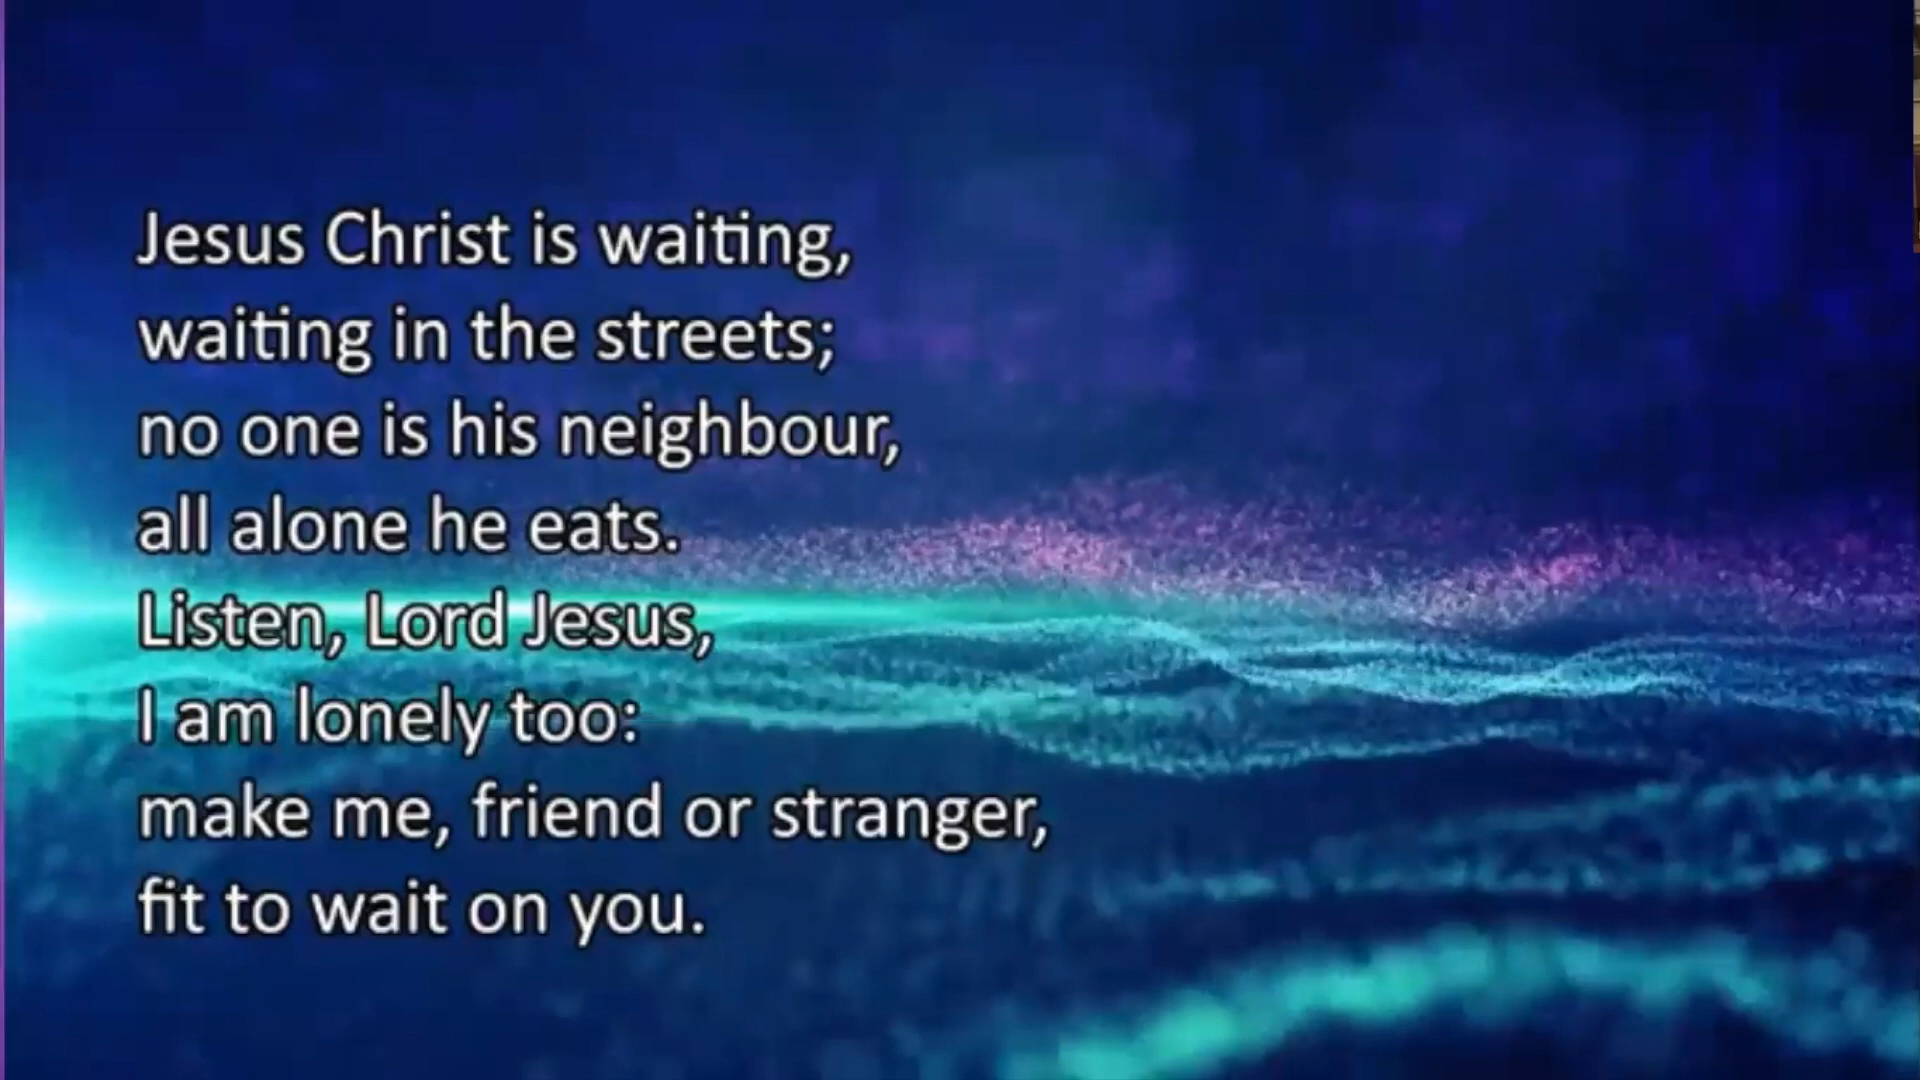 Jesus Christ is waiting,
waiting in the streets;
no one is his neighbour,
all alone he eats.
Listen, Lord Jesus,
I am lonely too:
make me, friend or stranger,
fit to wait on you.